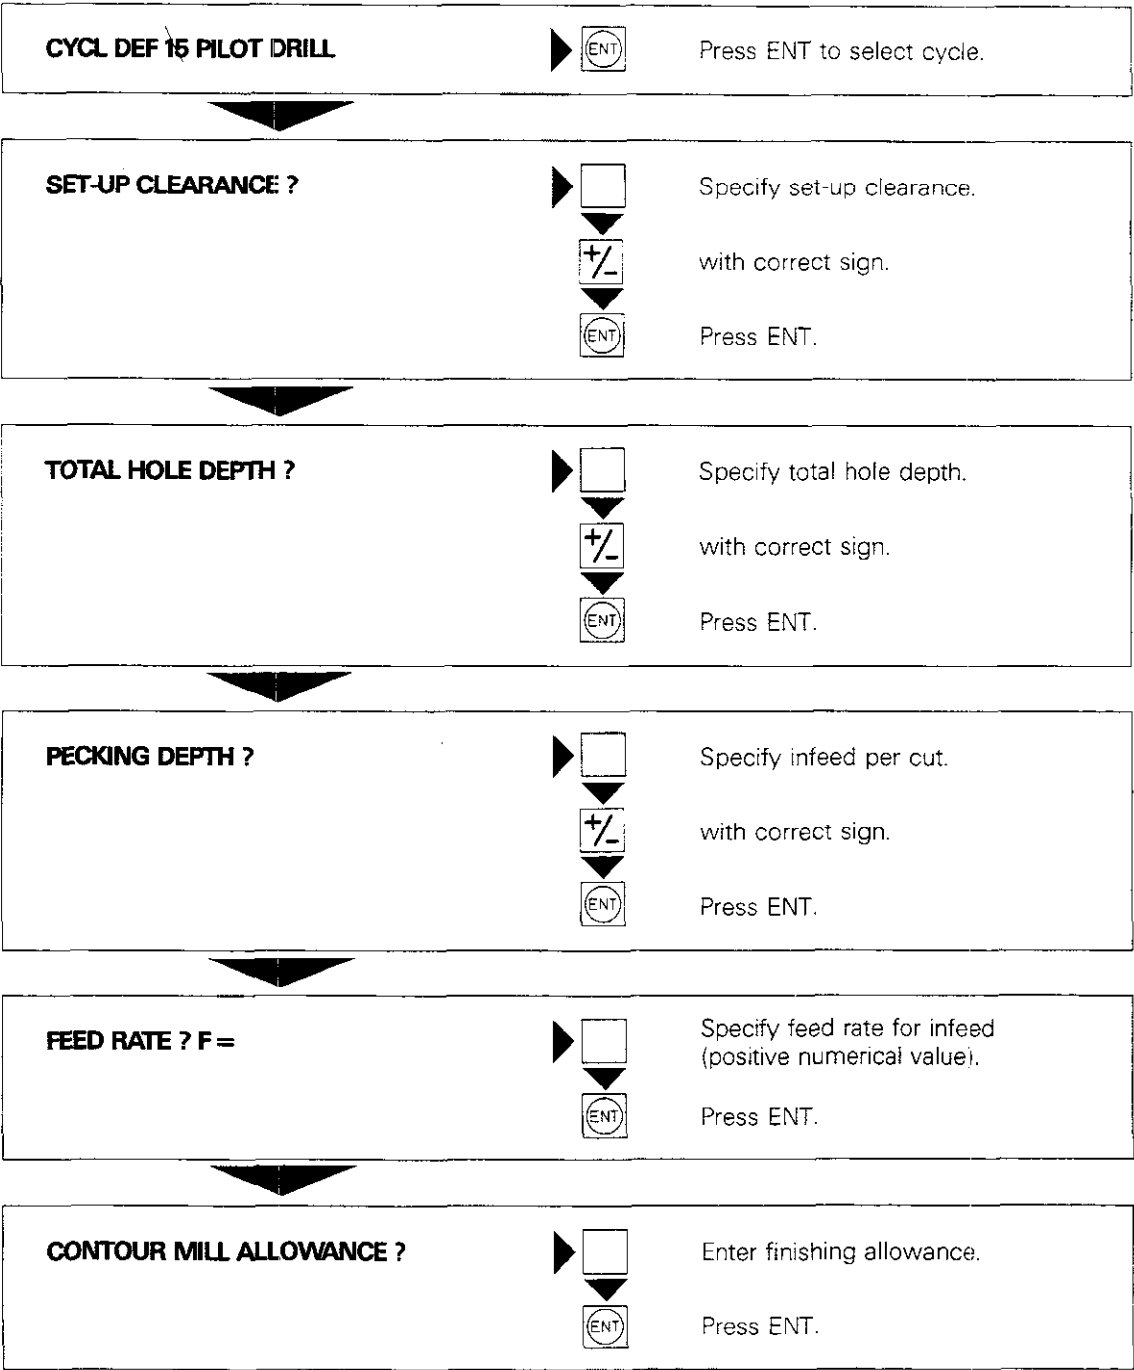 CYCL DEF 15 PILOT DRILL
ENT
Press ENT to select cycle.
SET-UP CLEARANCE ?
Specify set-up clearance.
+/-
with correct sign.
ENT
Press ENT.
TOTAL HOLE DEPTH ?
Specify total hole depth.
+/-
with correct sign.
ENT
Press ENT.
PECKING DEPTH ?
Specify infeed per cut.
+/-
with correct sign.
ENT
Press ENT.
FEED RATE ? F =
Specify feed rate for infeed
(positive numerical value).
ENT
Press ENT.
CONTOUR MILL ALLOWANCE ?
Enter finishing allowance.
ENT
Press ENT.